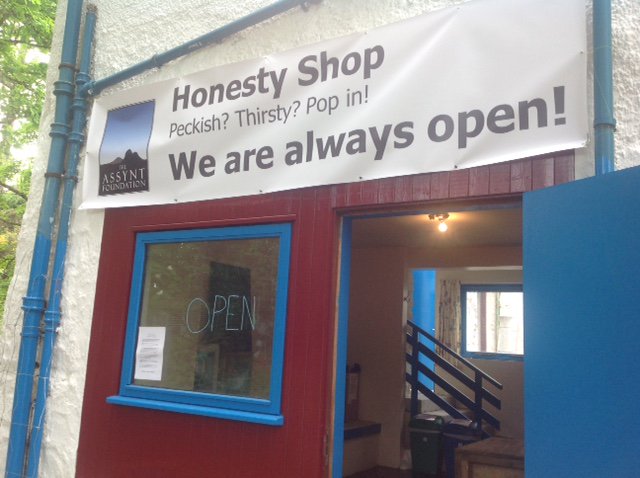 Honesty Shop
Peckish? Thirsty? Pop in!
We are always open!
THE
ASSYNT
FOUNDATION
OPEN